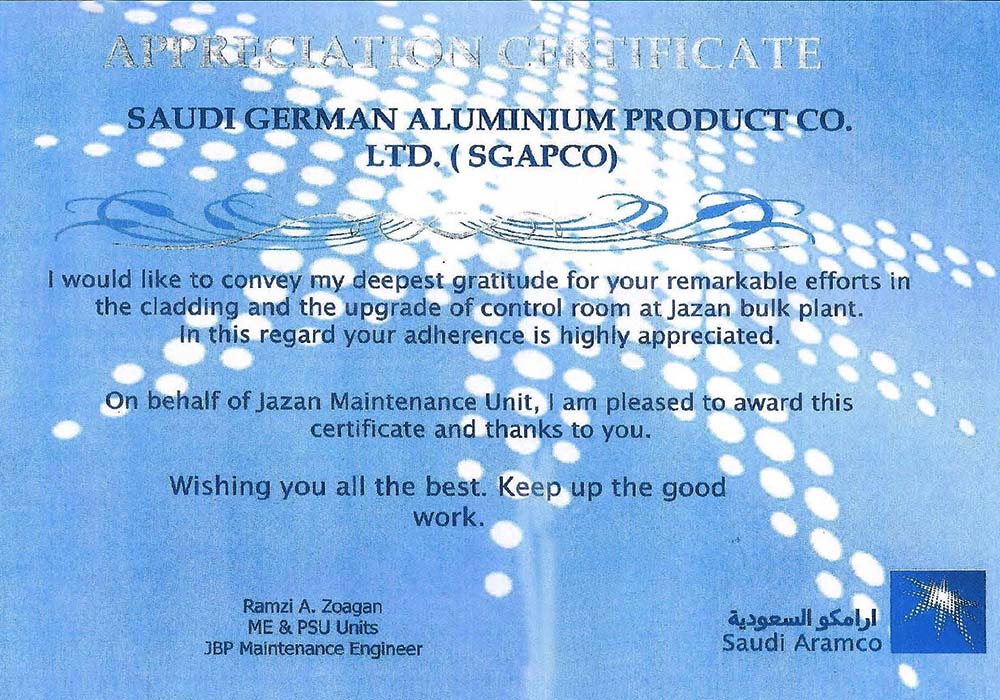 APPRECIATION CERTIFICATE
SAUDI GERMAN ALUMINIUM PRODUCT CO.
LTD. ( SGAPCO)
I would like to convey my deepest gratitude for your remarkable efforts in
the cladding and the upgrade of control room at Jazan bulk plant.
In this regard your adherence is highly appreciated.
On behalf of Jazan Maintenance Unit, I am pleased to award this
certificate and thanks to you.
Wishing you all the best. Keep up the good
work.
Ramzi A. Zoagan
ME & PSU Units
JBP Maintenance Engineer
ارامكو السعودية
Saudi Aramco